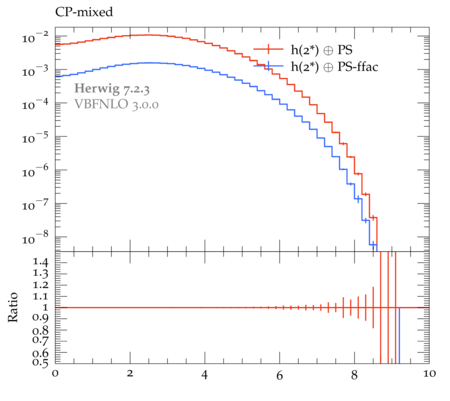 CP-mixed
10⁻²
h(2*) ⊕ PS
10⁻³
h(2*) ⊕ PS-ffac
Herwig 7.2.3
10⁻⁴
VBFNLO 3.0.0
10⁻⁵
10⁻⁶
10⁻⁷
10⁻⁸
1.4
1.3
1.2
1.1
1
0.9
0.8
0.7
0.6
0.5
Ratio
0 2 4 6 8 10